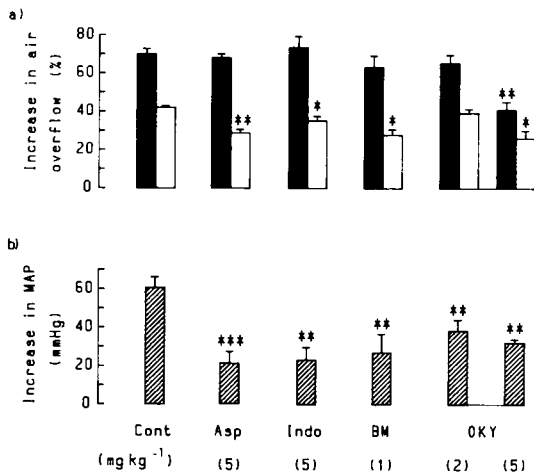 a)
Increase in air
overflow (%)
80
60
40
20
0
**
*
*
**
*
b)
Increase in MAP
(mmHg)
60
40
20
0
***
**
**
**
**
Cont Asp Indo BM OKY
(mg kg⁻¹) (5) (5) (1) (2) (5)